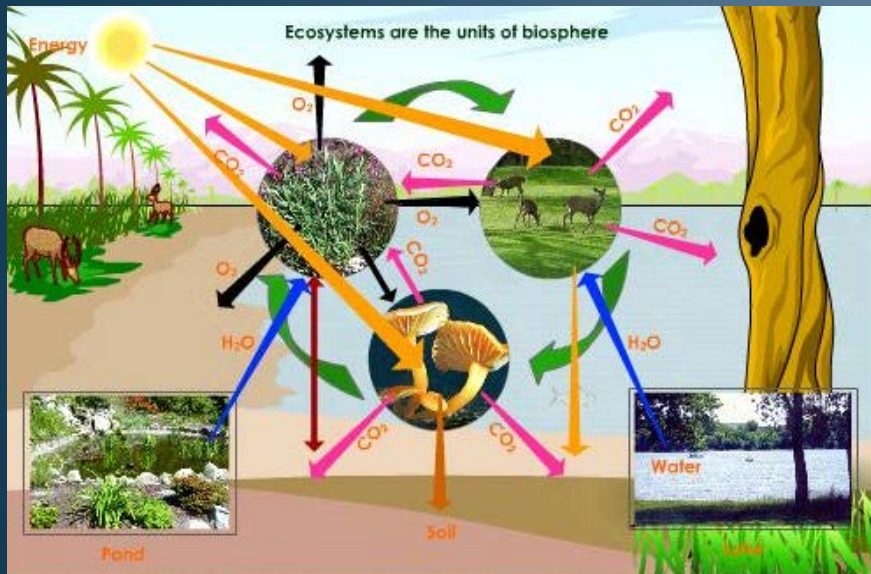 Energy
Ecosystems are the units of biosphere
O₂
CO₂
CO₂
CO₂
O₂
CO₂
CO₂
O₂
H₂O
H₂O
CO₂
CO₂
Water
Pond
Soil
Lake